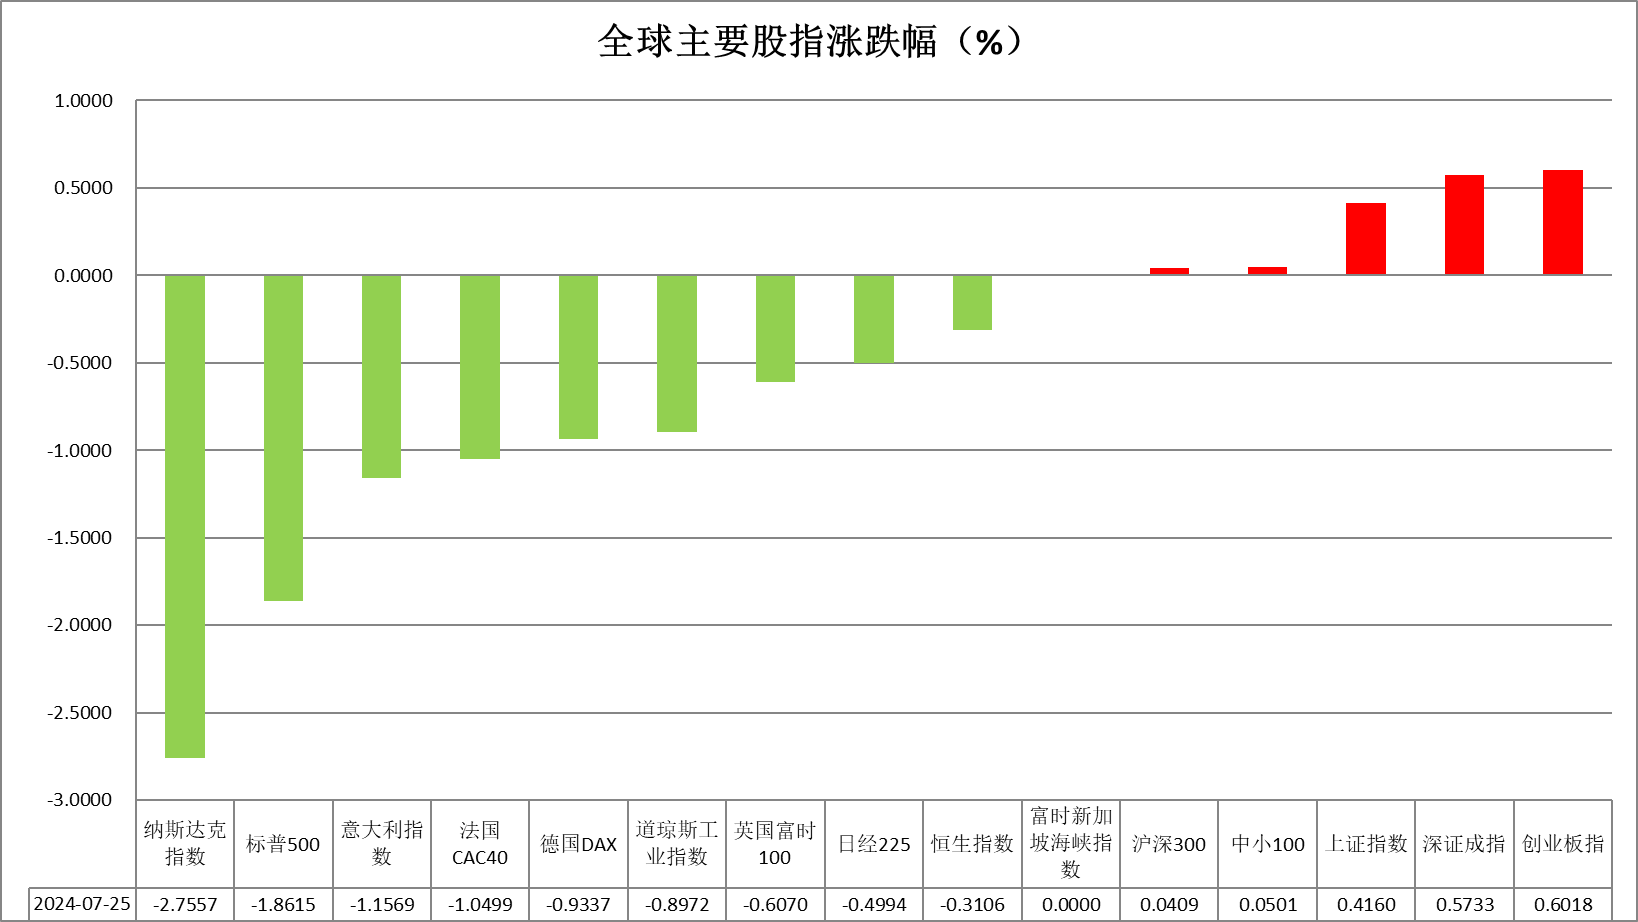 全球主要股指涨跌幅（%）
1.0000
0.5000
0.0000
-0.5000
-1.0000
-1.5000
-2.0000
-2.5000
-3.0000
纳斯达克
指数
标普500
意大利指
数
法国
CAC40
德国DAX
道琼斯工
业指数
英国富时
100
日经225
恒生指数
富时新加
坡海峡指
数
沪深300
中小100
上证指数
深证成指
创业板指
2024-07-25 -2.7557 -1.8615 -1.1569 -1.0499 -0.9337 -0.8972 -0.6070 -0.4994 -0.3106 0.0000 0.0409 0.0501 0.4160 0.5733 0.6018